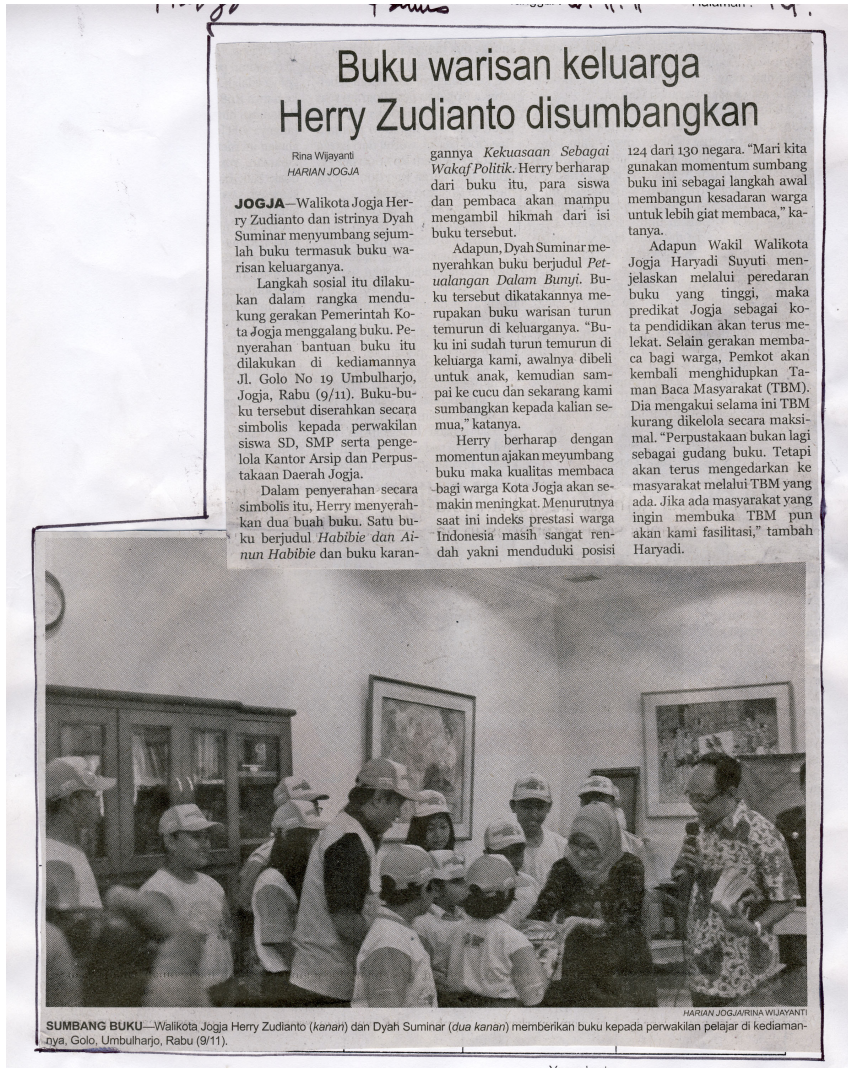 Buku warisan keluarga
Herry Zudianto disumbangkan
Rina Wijayanti
HARIAN JOGJA
JOGJA—Walikota Jogja Her-
ry Zudianto dan istrinya Dyah
Suminar menyumbang sejum-
lah buku termasuk buku wa-
risan keluarganya.
Langkah sosial itu dilaku-
kan dalam rangka mendu-
kung gerakan Pemerintah Ko-
ta Jogja menggalang buku. Pe-
nyerahan bantuan buku itu
dilakukan di kediamannya
Jl. Golo No 19 Umbulharjo,
Jogja, Rabu (9/11). Buku-bu-
ku tersebut diserahkan secara
simbolis kepada perwakilan
siswa SD, SMP serta penge-
lola Kantor Arsip dan Perpus-
takaan Daerah Jogja.
Dalam penyerahan secara
simbolis itu, Herry menyerah-
kan dua buah buku. Satu bu-
ku berjudul Habibie dan Ai-
nun Habibie dan buku karan-
gannya Kekuasaan Sebagai
Wakaf Politik. Herry berharap
dari buku itu, para siswa
dan pembaca akan mampu
mengambil hikmah dari isi
buku tersebut.
Adapun, Dyah Suminar me-
nyerahkan buku berjudul Pet-
ualangan Dalam Bunyi. Bu-
ku tersebut dikatakannya me-
rupakan buku warisan turun
temurun di keluarganya. “Bu-
ku ini sudah turun temurun di
keluarga kami, awalnya dibeli
untuk anak, kemudian sam-
pai ke cucu dan sekarang kami
sumbangkan kepada kalian se-
mua,” katanya.
Herry berharap dengan
momentun ajakan meyumbang
buku maka kualitas membaca
bagi warga Kota Jogja akan se-
makin meningkat. Menurutnya
saat ini indeks prestasi warga
Indonesia masih sangat ren-
dah yakni menduduki posisi
124 dari 130 negara. “Mari kita
gunakan momentum sumbang
buku ini sebagai langkah awal
membangun kesadaran warga
untuk lebih giat membaca,” ka-
tanya.
Adapun Wakil Walikota
Jogja Haryadi Suyuti men-
jelaskan melalui peredaran
buku yang tinggi, maka
predikat Jogja sebagai ko-
ta pendidikan akan terus me-
lekat. Selain gerakan memba-
ca bagi warga, Pemkot akan
kembali menghidupkan Ta-
man Baca Masyarakat (TBM).
Dia mengakui selama ini TBM
kurang dikelola secara maksi-
mal. “Perpustakaan bukan lagi
sebagai gudang buku. Tetapi
akan terus mengedarkan ke
masyarakat melalui TBM yang
ada. Jika ada masyarakat yang
ingin membuka TBM pun
akan kami fasilitasi,” tambah
Haryadi.
HARIAN JOGJA/RINA WIJAYANTI
SUMBANG BUKU—Walikota Jogja Herry Zudianto (kanan) dan Dyah Suminar (dua kanan) memberikan buku kepada perwakilan pelajar di kediaman-
nya, Golo, Umbulharjo, Rabu (9/11).